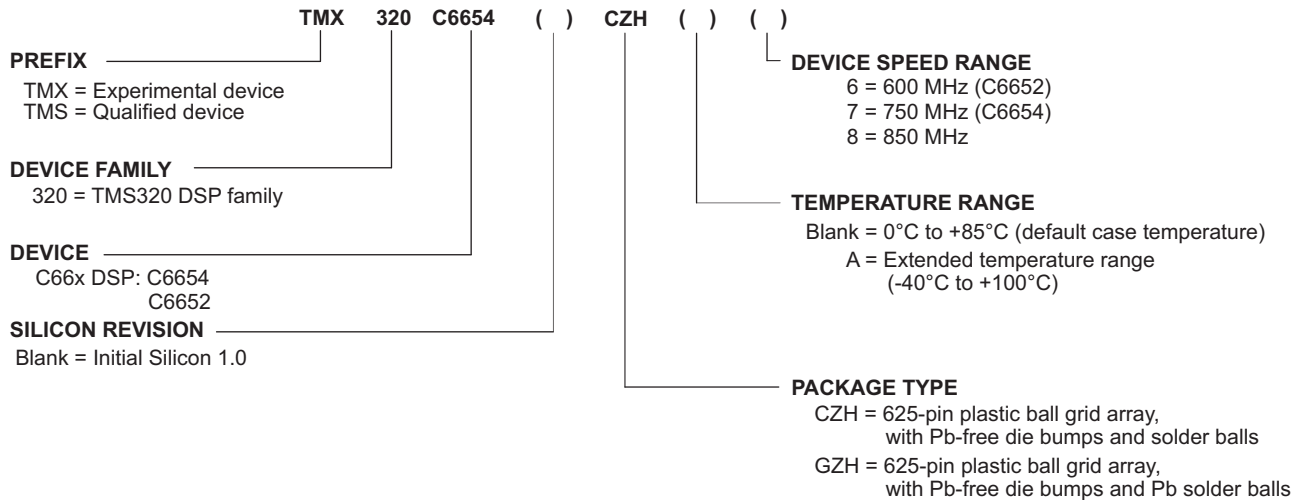 TMX 320 C6654 ( ) CZH ( ) ( )
PREFIX
TMX = Experimental device
TMS = Qualified device
DEVICE FAMILY
320 = TMS320 DSP family
DEVICE
C66x DSP: C6654
C6652
SILICON REVISION
Blank = Initial Silicon 1.0
DEVICE SPEED RANGE
6 = 600 MHz (C6652)
7 = 750 MHz (C6654)
8 = 850 MHz
TEMPERATURE RANGE
Blank = 0°C to +85°C (default case temperature)
A = Extended temperature range
(-40°C to +100°C)
PACKAGE TYPE
CZH = 625-pin plastic ball grid array,
with Pb-free die bumps and solder balls
GZH = 625-pin plastic ball grid array,
with Pb-free die bumps and Pb solder balls